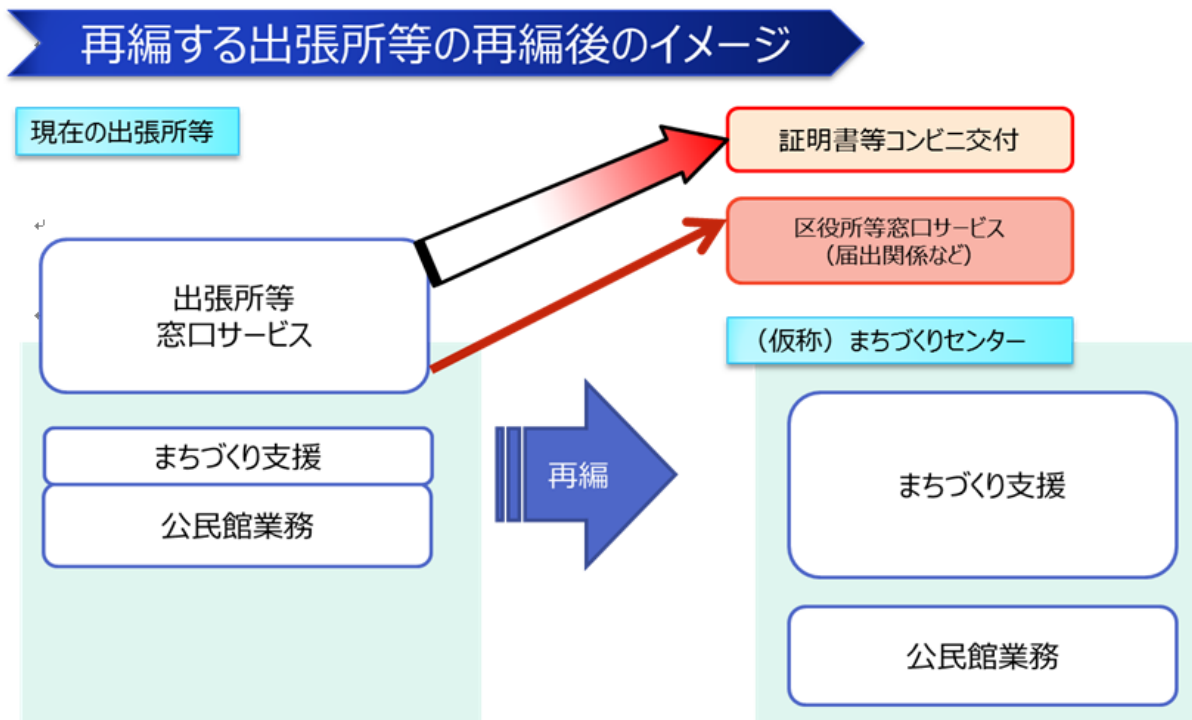 再編する出張所等の再編後のイメージ
現在の出張所等
出張所等
窓口サービス
まちづくり支援
公民館業務
再編
証明書等コンビニ交付
区役所等窓口サービス
(届出関係など)
(仮称)まちづくりセンター
まちづくり支援
公民館業務